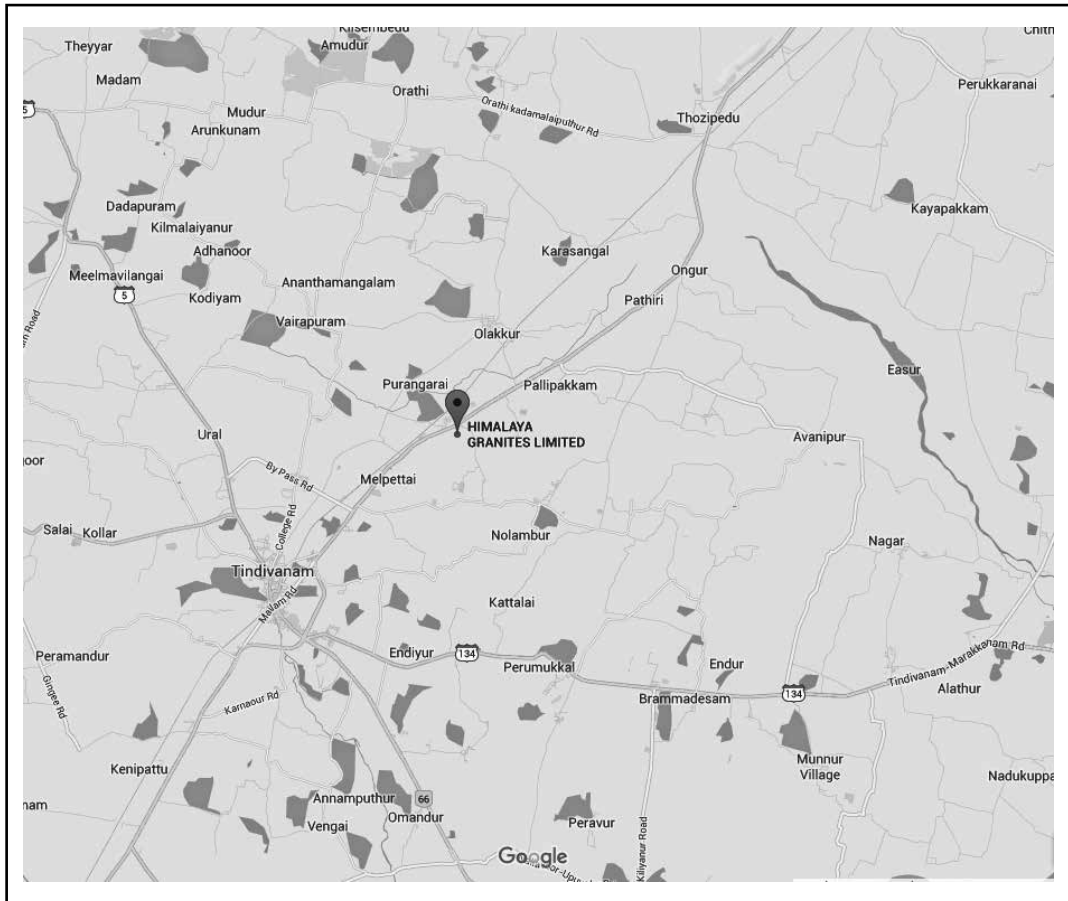 Theyyar
Amudur
Madam
Orathi
Perukkaranai
Mudur
Orathi kadamalaiputhur Rd
Thozipedu
5
Arunkunam
Dadapuram
Kilmalaiyanur
Kayapakkam
Adhanoor
Karasangal
Meelmavilangai
Ananthamangalam
Ongur
5
Kodiyam
Pathiri
Vairapuram
Olakkur
Easur
Purangarai
Pallipakkam
HIMALAYA
GRANITES LIMITED
Ural
Avanipur
By Pass Rd
Melpettai
Salai
Kollar
College Rd
Nolambur
Nagar
Tindivanam
Mailam Rd
Kattalai
Peramandur
Endiyur
134
Perumukkal
Endur
Tindivanam-Marakkanam Rd
Gingee Rd
Karnaour Rd
Brammadesam
134
Alathur
Kenipattu
Munnur
Village
Nadukuppa
Annamputhur
66
Omandur
Vengai
Peravur
Kiliyanur Road
Google